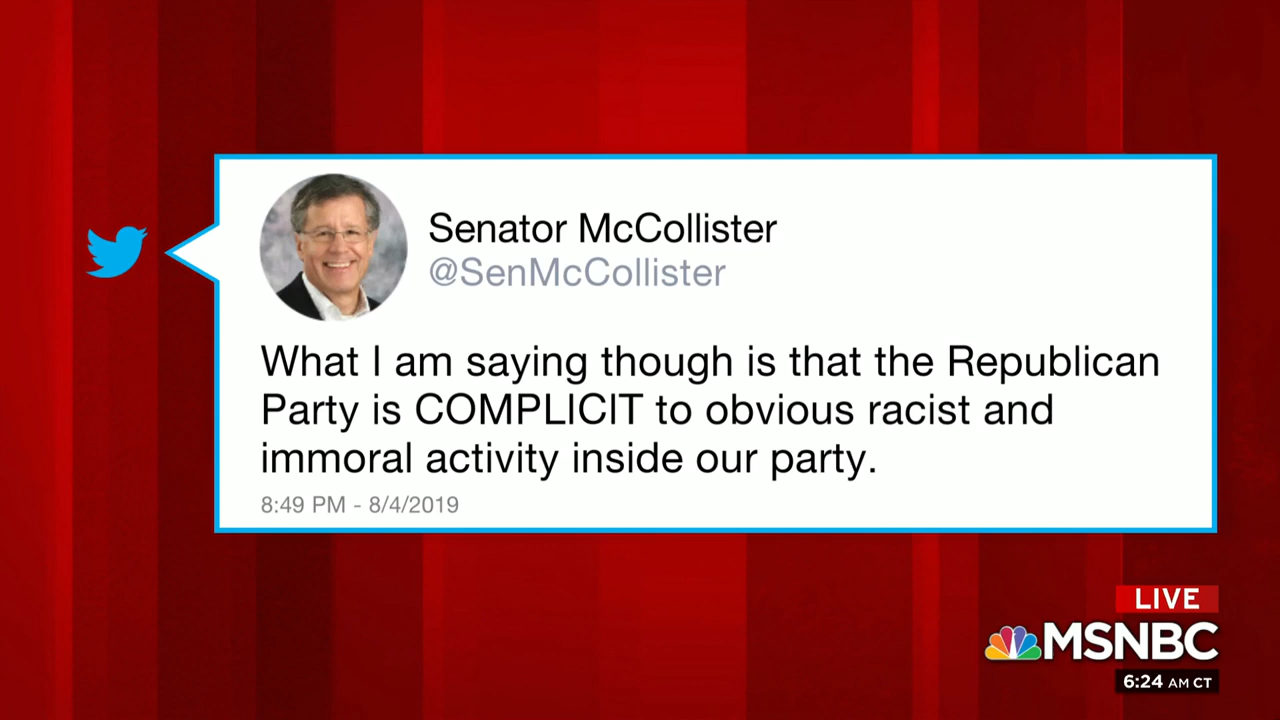 Senator McCollister
@SenMcCollister
What I am saying though is that the Republican
Party is COMPLICIT to obvious racist and
immoral activity inside our party.
8:49 PM - 8/4/2019
LIVE
MSNBC
6:24 AM CT